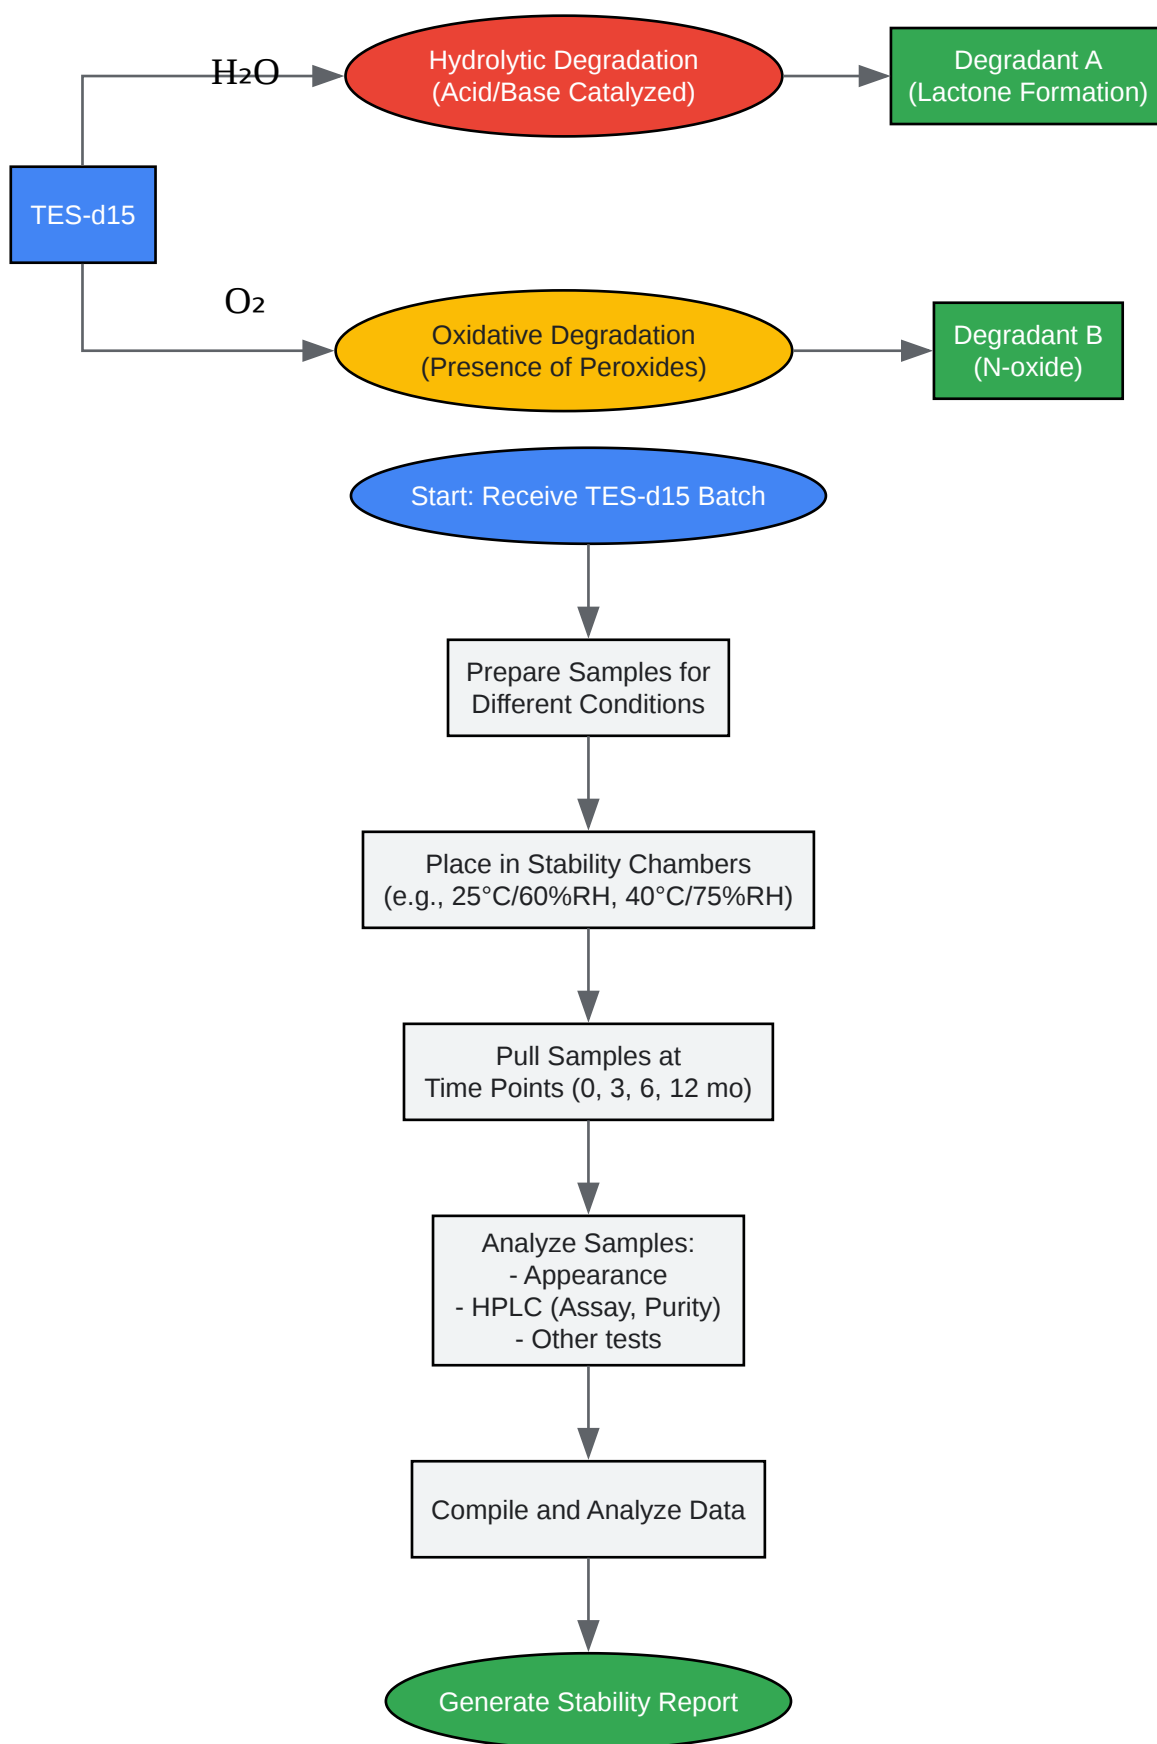 H₂O
Hydrolytic Degradation
(Acid/Base Catalyzed)
Degradant A
(Lactone Formation)
TES-d15
O₂
Oxidative Degradation
(Presence of Peroxides)
Degradant B
(N-oxide)
Start: Receive TES-d15 Batch
Prepare Samples for
Different Conditions
Place in Stability Chambers
(e.g., 25°C/60%RH, 40°C/75%RH)
Pull Samples at
Time Points (0, 3, 6, 12 mo)
Analyze Samples:
- Appearance
- HPLC (Assay, Purity)
- Other tests
Compile and Analyze Data
Generate Stability Report